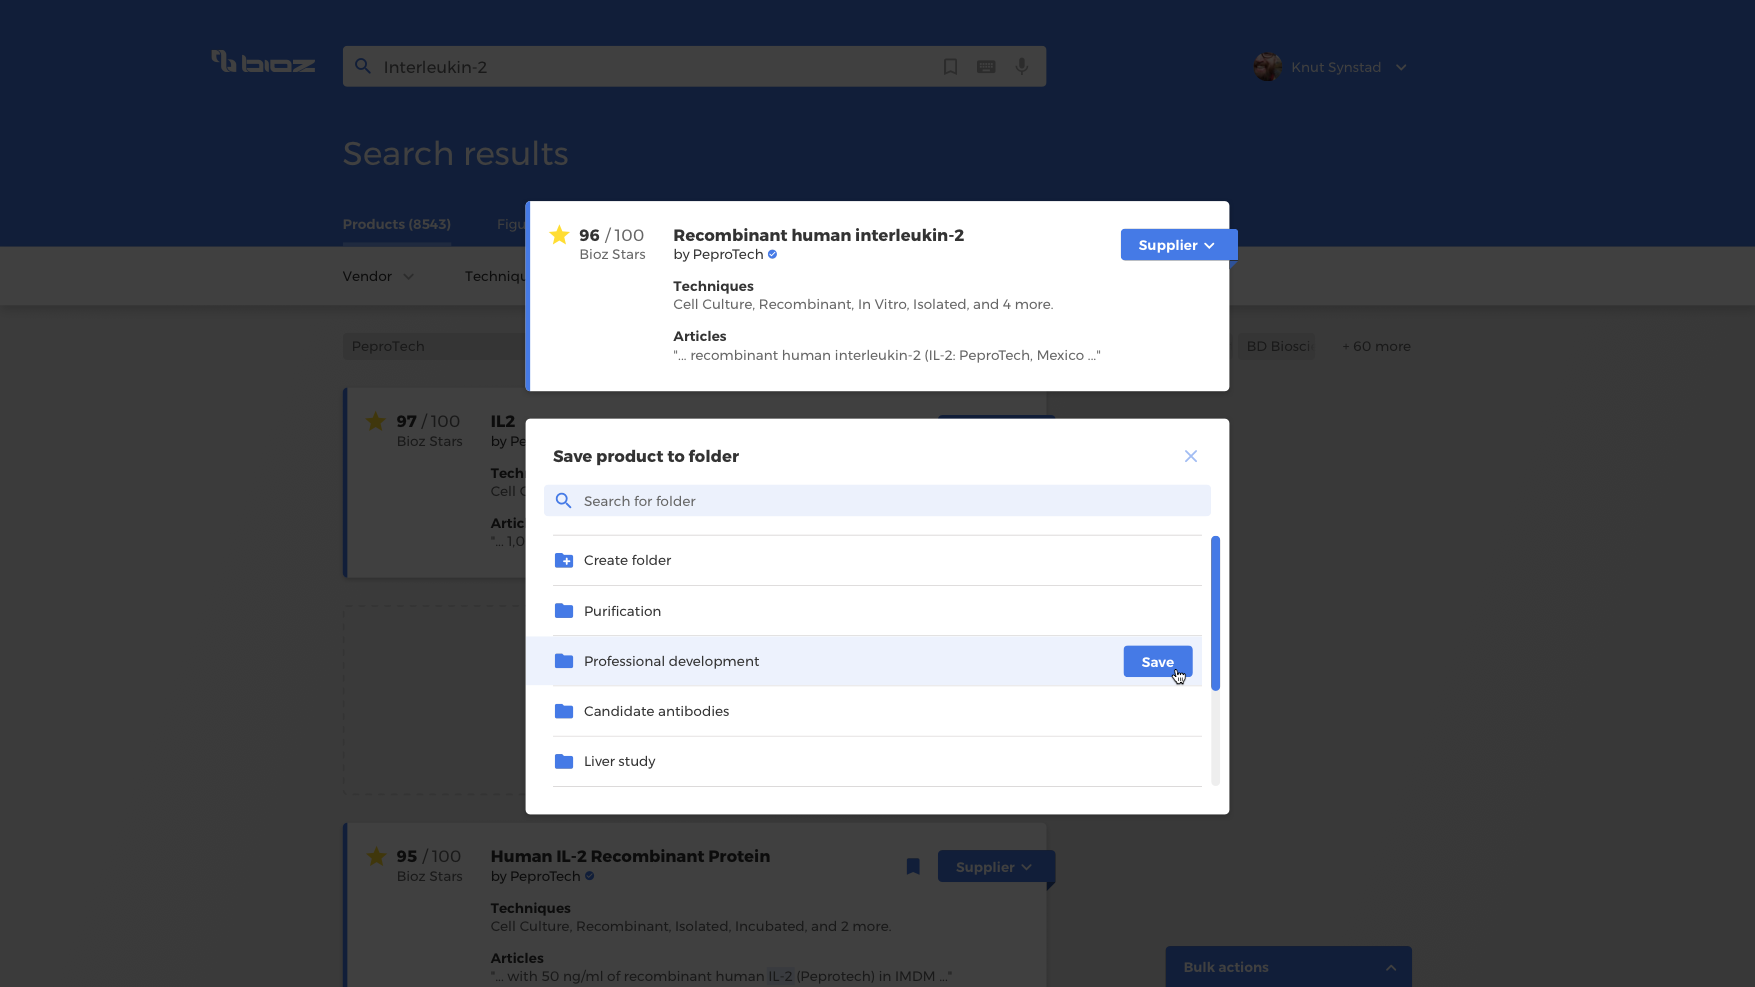 bioz
Interleukin-2
Knut Synstad
Search results
Products (8543)
Figu
Vendor
Techniqu
PeproTech
BD Biosci
+ 60 more
96 / 100
Bioz Stars
Recombinant human interleukin-2
by PeproTech
Supplier
Techniques
Cell Culture, Recombinant, In Vitro, Isolated, and 4 more.
Articles
"... recombinant human interleukin-2 (IL-2: PeproTech, Mexico ..."
97 / 100
Bioz Stars
IL2
by Pe
Tech
Cell C
Artic
"... 1,0
Save product to folder
Search for folder
Create folder
Purification
Professional development
Save
Candidate antibodies
Liver study
95 / 100
Bioz Stars
Human IL-2 Recombinant Protein
by PeproTech
Supplier
Techniques
Cell Culture, Recombinant, Isolated, Incubated, and 2 more.
Articles
"... with 50 ng/ml of recombinant human IL-2 (Peprotech) in IMDM ..."
Bulk actions